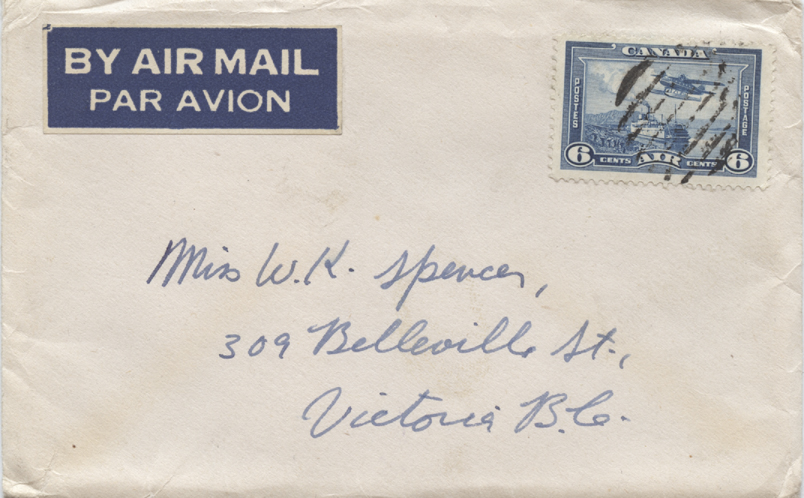 BY AIR MAIL
PAR AVION
CANADA
POSTES
POSTAGE
6 CENTS AIR CENTS 6
Miss W.K. Spencer,
309 Belleville St.,
Victoria B.C.